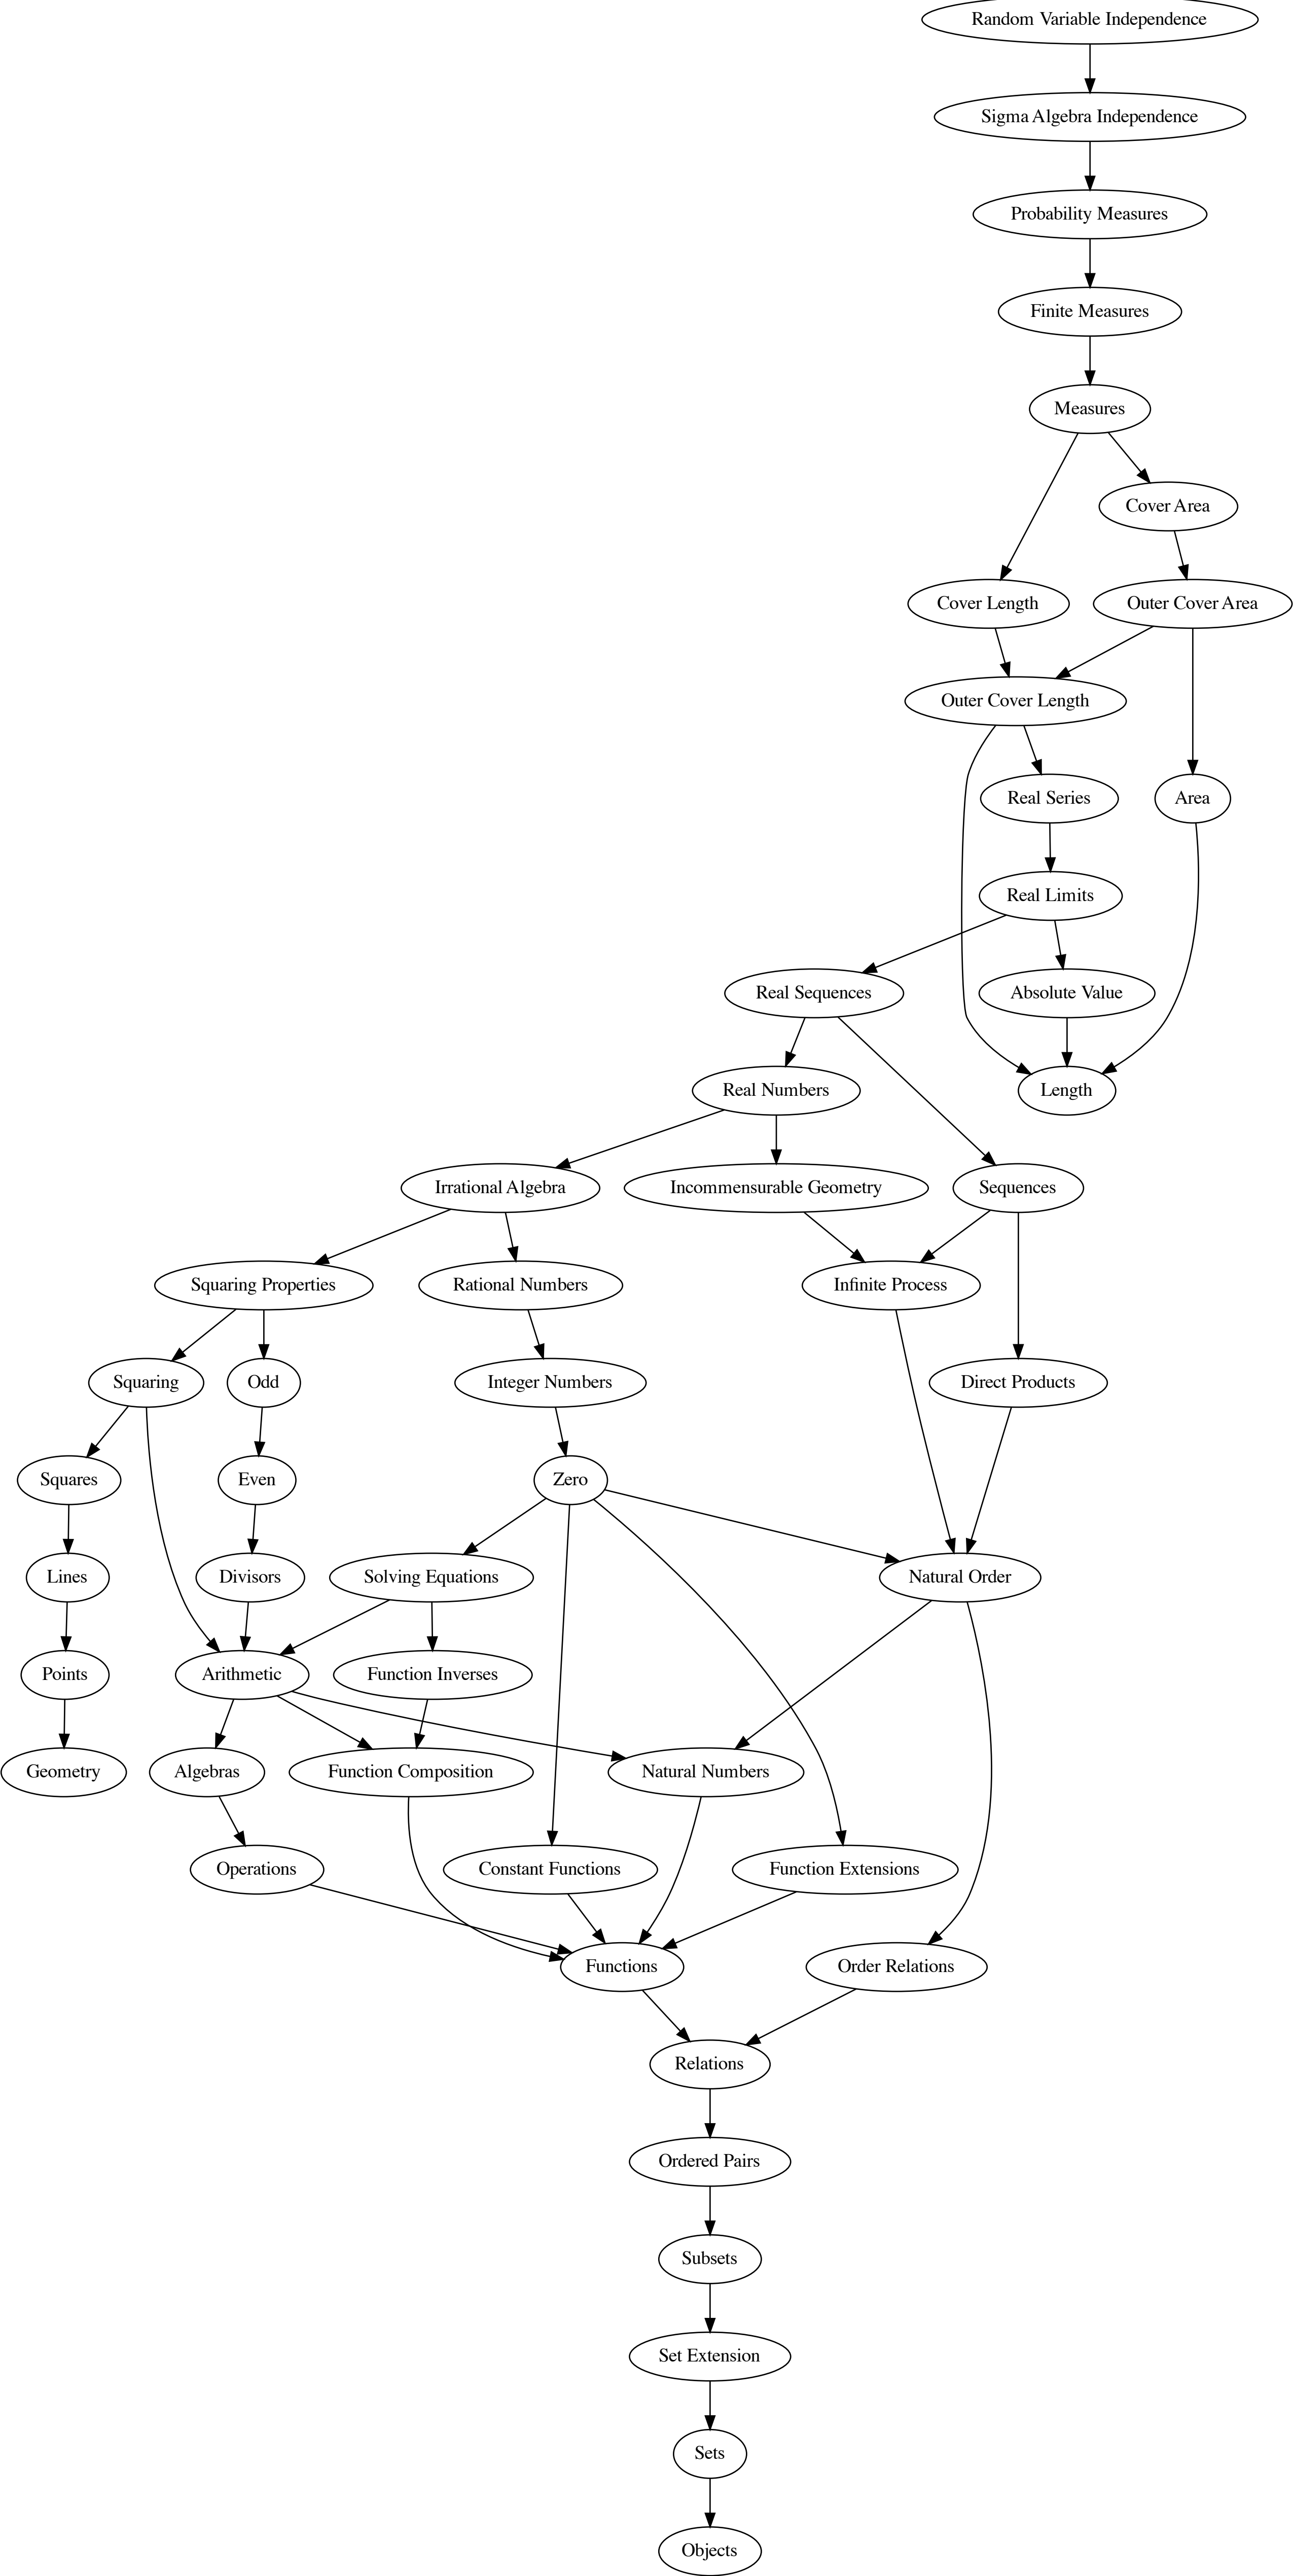 Random Variable Independence
Sigma Algebra Independence
Probability Measures
Finite Measures
Measures
Cover Area
Cover Length
Outer Cover Area
Outer Cover Length
Real Series
Area
Real Limits
Real Sequences
Absolute Value
Real Numbers
Length
Irrational Algebra
Incommensurable Geometry
Sequences
Squaring Properties
Rational Numbers
Infinite Process
Squaring
Odd
Integer Numbers
Direct Products
Squares
Even
Zero
Lines
Divisors
Solving Equations
Natural Order
Points
Arithmetic
Function Inverses
Geometry
Algebras
Function Composition
Natural Numbers
Operations
Constant Functions
Function Extensions
Functions
Order Relations
Relations
Ordered Pairs
Subsets
Set Extension
Sets
Objects